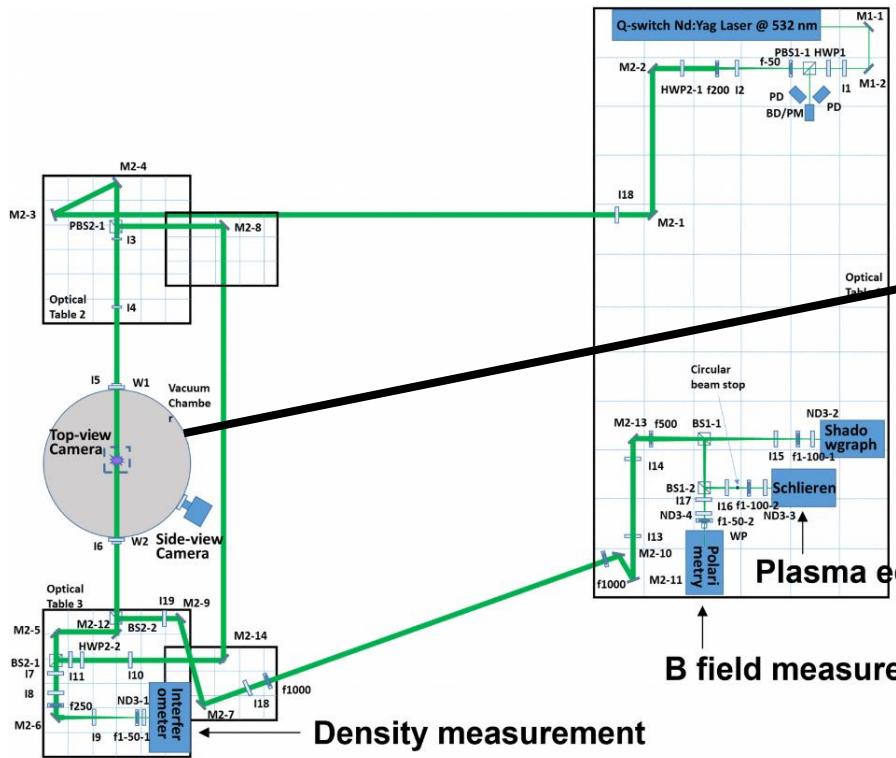 Q-switch Nd:Yag Laser @ 532 nm
M1-1
PBS1-1 HWP1
f-50
M2-2
M1-2
HWP2-1 f200 I2
I1
PD
PD
BD/PM
M2-4
M2-3
I18
M2-1
PBS2-1
M2-8
I3
Optical
Table 2
I4
Optical
Table
I5
W1
Vacuum
Chambe
r
Circular
beam stop
Top-view
Camera
M2-13
f500
BS1-1
ND3-2
Shado
wgraph
I15
f1-100-1
I14
BS1-2
I17
I16
f1-100-2
Schlieren
ND3-4
ND3-3
f1-50-2
WP
Side-view
Camera
I6
W2
I13
M2-10
f1000
M2-11
Polari
metry
Plasma e
Optical
Table 3
I19
M2-9
M2-12
BS2-2
M2-5
M2-14
HWP2-2
BS2-1
I7
I11
I10
B field measure
I8
f1000
I18
f250
ND3-1
Interfer
ometer
M2-7
M2-6
I9
f1-50-1
Density measurement